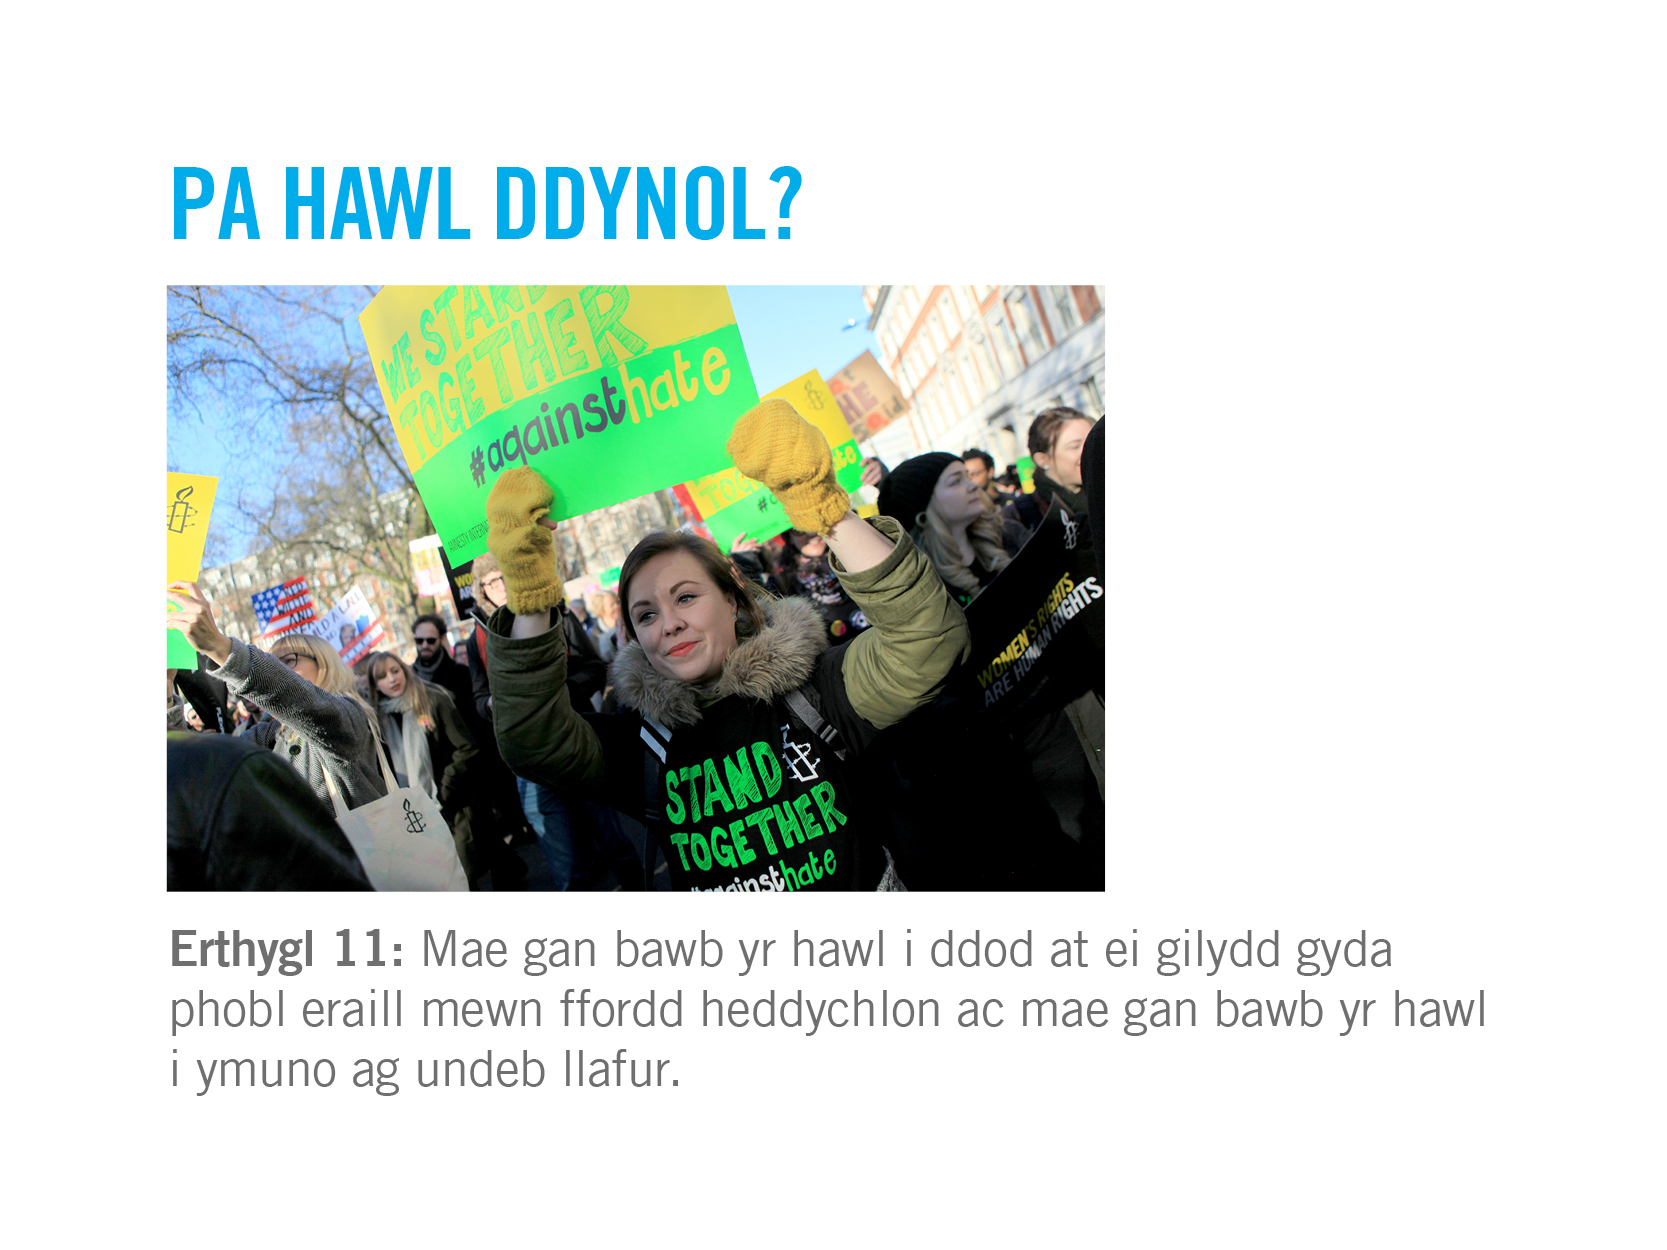 PA HAWL DDYNOL?
WE STAND
TOGETHER
#againsthate
AMNESTY
WOMEN'S RIGHTS
ARE HUMAN RIGHTS
STAND
TOGETHER
#againsthate
Erthygl 11: Mae gan bawb yr hawl i ddod at ei gilydd gyda
phobl eraill mewn ffordd heddychlon ac mae gan bawb yr hawl
i ymuno ag undeb llafur.